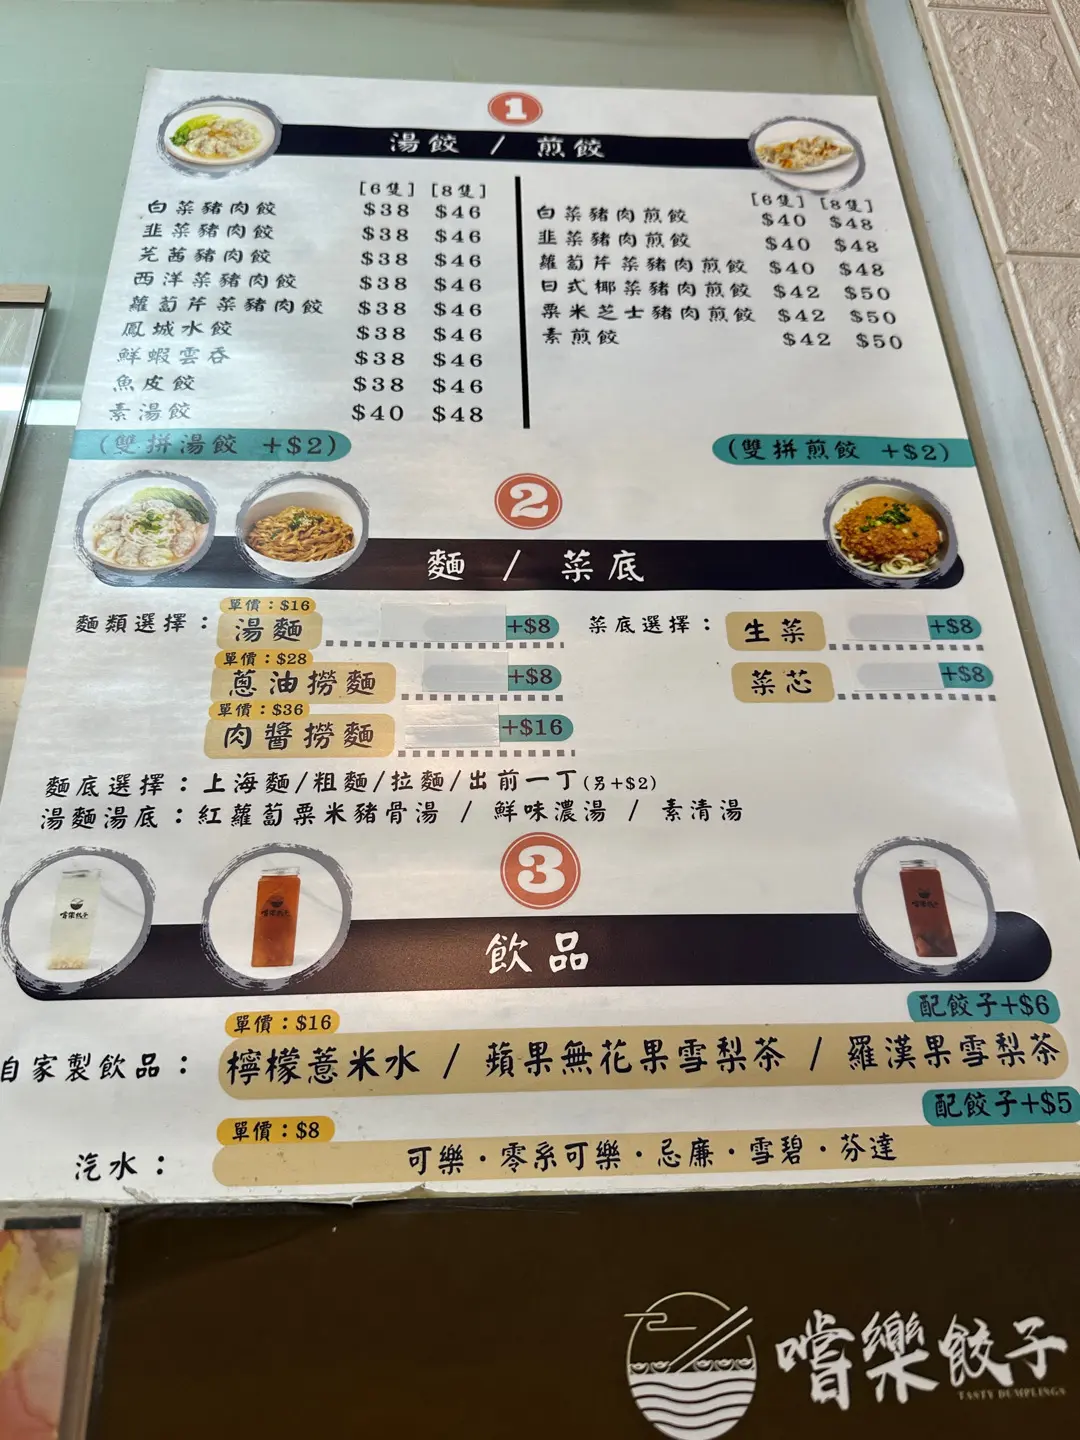 1
湯餃 / 煎餃
[6隻] [8隻]
白菜豬肉餃 $38 $46
韭菜豬肉餃 $38 $46
芫茜豬肉餃 $38 $46
西洋菜豬肉餃 $38 $46
蘿蔔芹菜豬肉餃 $38 $46
鳳城水餃 $38 $46
鮮蝦雲吞 $38 $46
魚皮餃 $38 $46
素湯餃 $40 $48
(雙拼湯餃 +$2)
[6隻] [8隻]
白菜豬肉煎餃 $40 $48
韭菜豬肉煎餃 $40 $48
蘿蔔芹菜豬肉煎餃 $40 $48
日式椰菜豬肉煎餃 $42 $50
粟米芝士豬肉煎餃 $42 $50
素煎餃 $42 $50
(雙拼煎餃 +$2)
2
麵 / 菜底
麵類選擇：
單價：$16
湯麵 +$8
單價：$28
蔥油撈麵 +$8
單價：$36
肉醬撈麵 +$16
菜底選擇：
生菜 +$8
菜芯 +$8
麵底選擇：上海麵/粗麵/拉麵/出前一丁(另+$2)
湯麵湯底：紅蘿蔔粟米豬骨湯 / 鮮味濃湯 / 素清湯
3
飲品
單價：$16
配餃子+$6
自家製飲品： 檸檬薏米水 / 蘋果無花果雪梨茶 / 羅漢果雪梨茶
單價：$8
配餃子+$5
汽水： 可樂・零系可樂・忌廉・雪碧・芬達
嚐樂餃子
TASTY DUMPLINGS